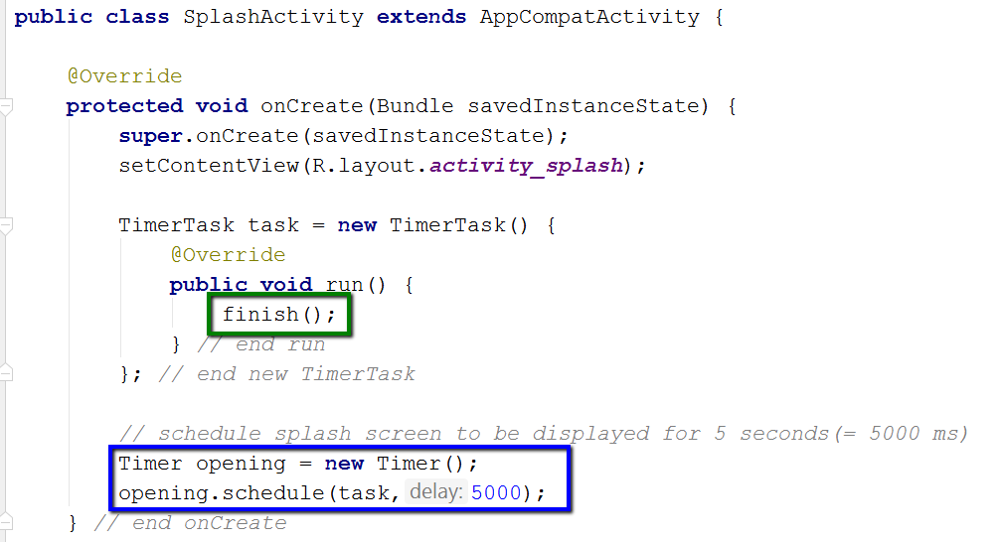 public class SplashActivity extends AppCompatActivity {
@Override
protected void onCreate(Bundle savedInstanceState) {
super.onCreate(savedInstanceState);
setContentView(R.layout.activity_splash);
TimerTask task = new TimerTask() {
@Override
public void run() {
finish();
} // end run
}; // end new TimerTask
// schedule splash screen to be displayed for 5 seconds(= 5000 ms)
Timer opening = new Timer();
opening.schedule(task, delay: 5000);
} // end onCreate